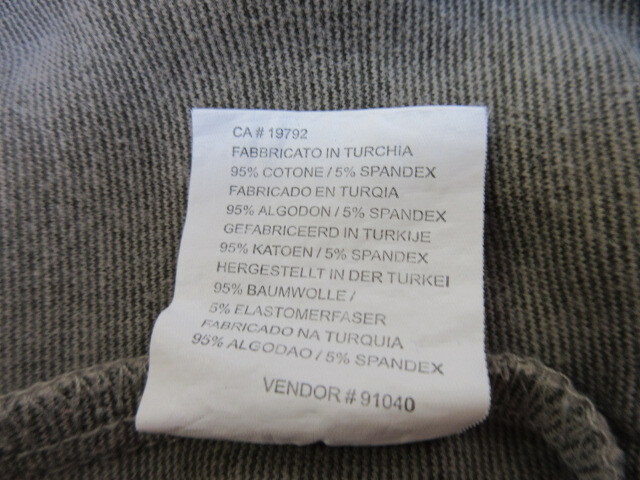 CA # 19792
FABBRICATO IN TURCHIA
95% COTONE / 5% SPANDEX
FABRICADO EN TURQIA
95% ALGODON / 5% SPANDEX
GEFABRICEERD IN TURKIJE
95% KATOEN / 5% SPANDEX
HERGESTELLT IN DER TURKEI
95% BAUMWOLLE /
5% ELASTOMERFASER
FABRICADO NA TURQUIA
95% ALGODAO / 5% SPANDEX
VENDOR # 91040